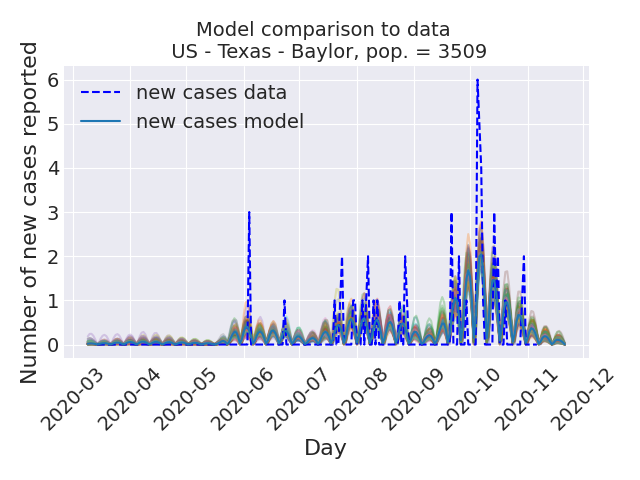 Model comparison to data
US - Texas - Baylor, pop. = 3509
Number of new cases reported
6
5
4
3
2
1
0
new cases data
new cases model
2020-03
2020-04
2020-05
2020-06
2020-07
2020-08
2020-09
2020-10
2020-11
2020-12
Day